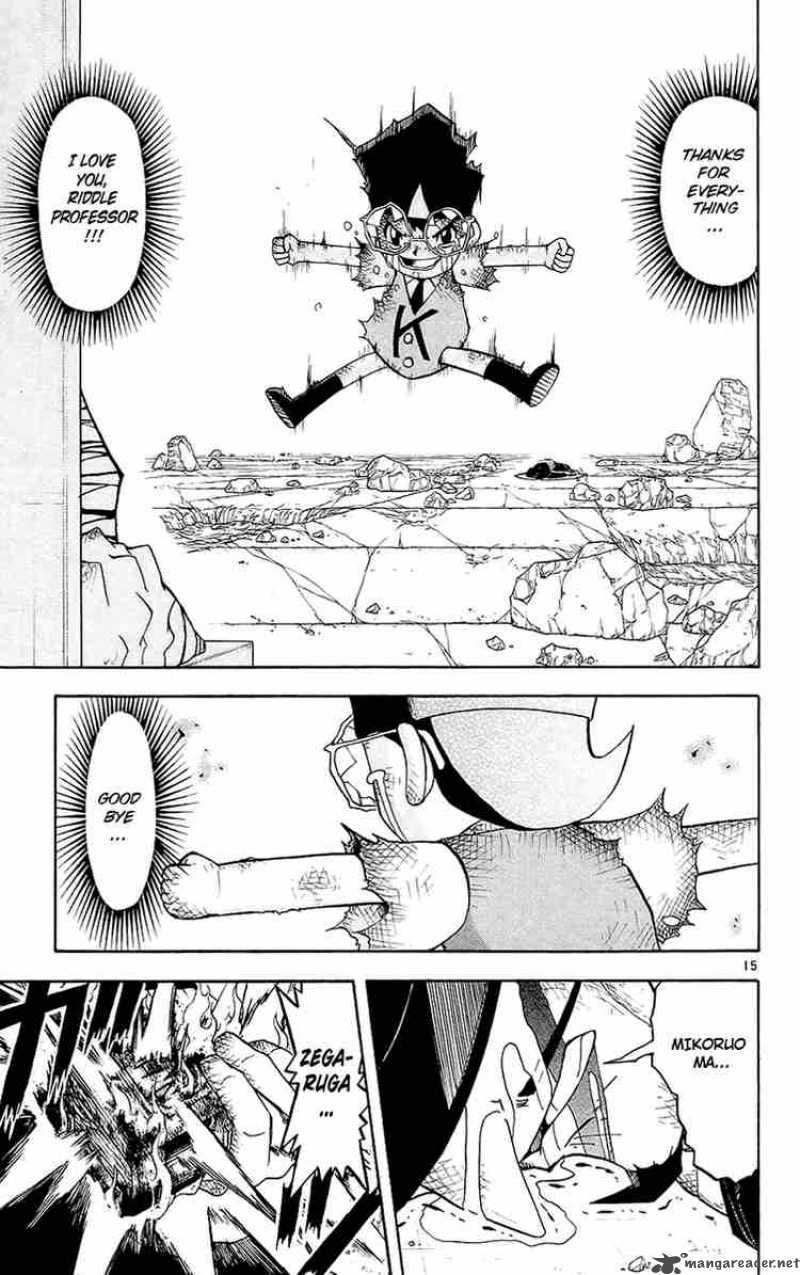 THANKS
FOR
EVERY-
THING
...
I LOVE
YOU,
RIDDLE
PROFESSOR
!!!
K
GOOD
BYE
...
15
MIKORUO
MA...
ZEGA-
RUGA
...
mangareader.net